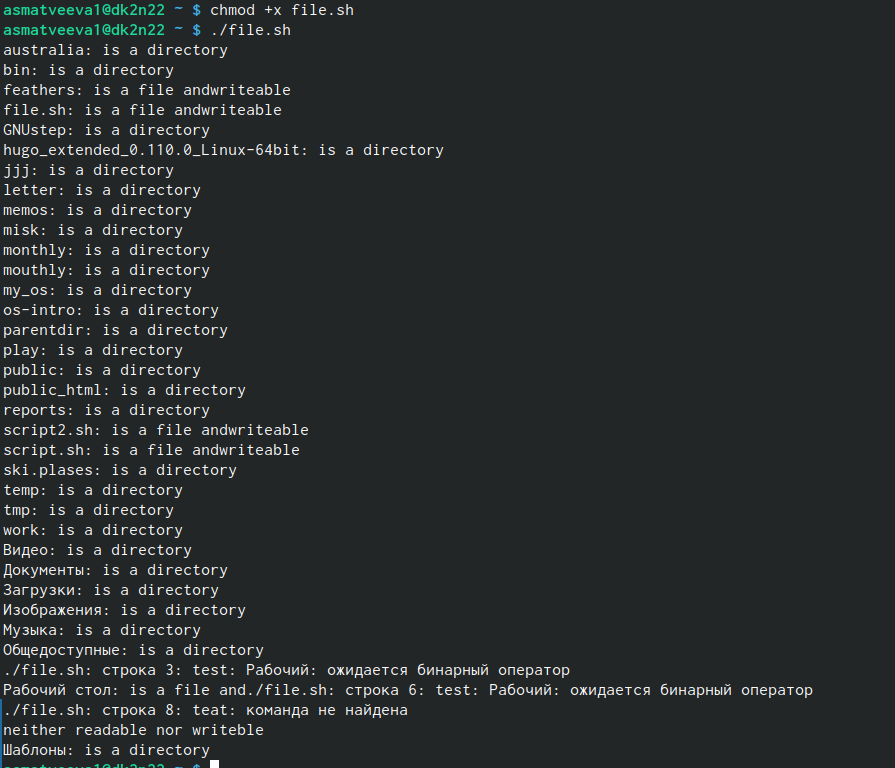 asmatveeva1@dk2n22 ~ $ chmod +x file.sh
asmatveeva1@dk2n22 ~ $ ./file.sh
australia: is a directory
bin: is a directory
feathers: is a file andwriteable
file.sh: is a file andwriteable
GNUstep: is a directory
hugo_extended_0.110.0_Linux-64bit: is a directory
jjj: is a directory
letter: is a directory
memos: is a directory
misk: is a directory
monthly: is a directory
mouthly: is a directory
my_os: is a directory
os-intro: is a directory
parentdir: is a directory
play: is a directory
public: is a directory
public_html: is a directory
reports: is a directory
script2.sh: is a file andwriteable
script.sh: is a file andwriteable
ski.plases: is a directory
temp: is a directory
tmp: is a directory
work: is a directory
Видео: is a directory
Документы: is a directory
Загрузки: is a directory
Изображения: is a directory
Музыка: is a directory
Общедоступные: is a directory
./file.sh: строка 3: test: Рабочий: ожидается бинарный оператор
Рабочий стол: is a file and./file.sh: строка 6: test: Рабочий: ожидается бинарный оператор
./file.sh: строка 8: teat: команда не найдена
neither readable nor writeble
Шаблоны: is a directory
asmatveeva1@dk2n22 ~ $